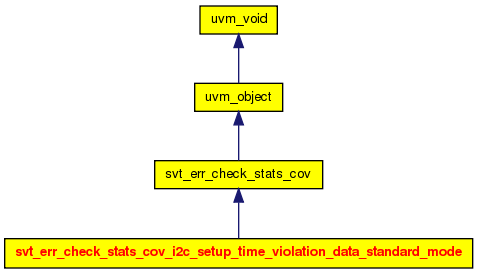 uvm_void
uvm_object
svt_err_check_stats_cov
svt_err_check_stats_cov_i2c_setup_time_violation_data_standard_mode